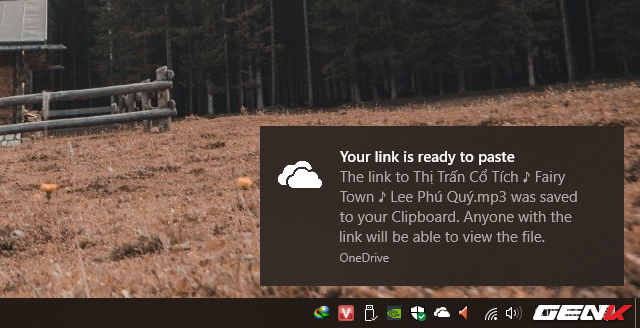 Your link is ready to paste
The link to Thị Trấn Cổ Tích ♪ Fairy
Town ♪ Lee Phú Quý.mp3 was saved
to your Clipboard. Anyone with the
link will be able to view the file.
OneDrive
GENK